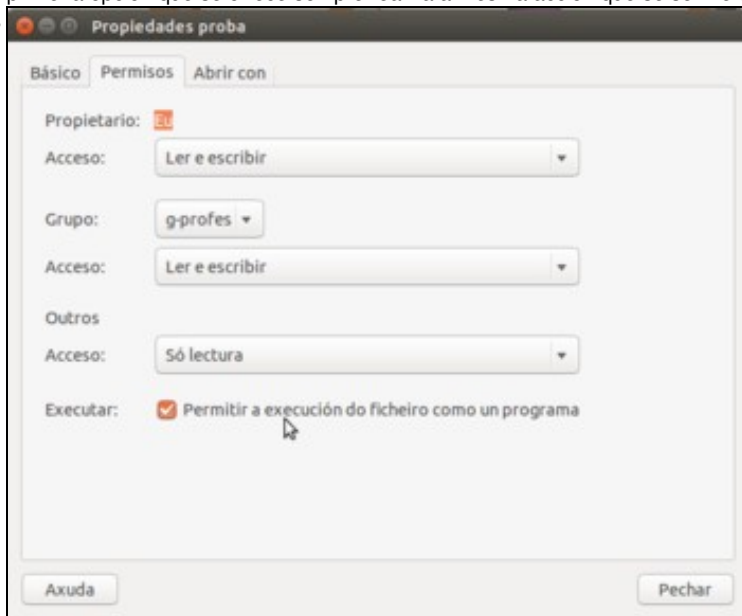 Propiedades proba
Básico Permisos Abrir con
Propietario: Eu
Acceso: Ler e escribir
Grupo: g-profes
Acceso: Ler e escribir
Outros
Acceso: Só lectura
Executar: Permitir a execución do ficheiro como un programa
Axuda Pechar